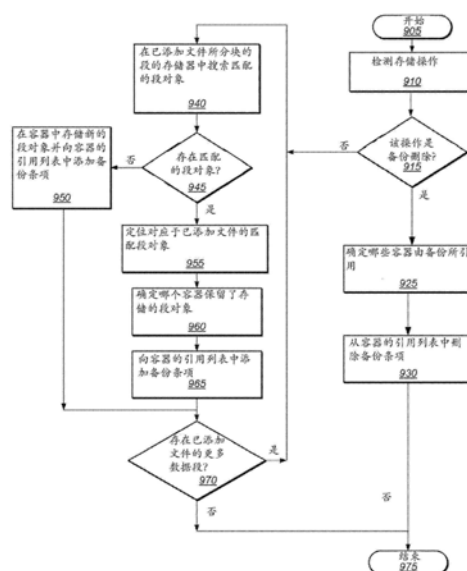 开始
905
检测存储操作
910
该操作是
备份删除?
915
否
是
确定哪些容器由备份所引
用
925
从容器的引用列表中删
除备份条项
930
在已添加文件所分块的
段的存储器中搜索匹配
的段对象
940
存在匹配
的段对象?
945
否
是
在容器中存储新的
段对象并向容器的
引用列表中添加备
份条项
950
定位对应于已添加文件的匹
配段对象
955
确定哪个容器保留了存
储的段对象
960
向容器的引用列表中添
加备份条项
965
存在已添加
文件的更多
数据段?
970
是
否
否
结束
975